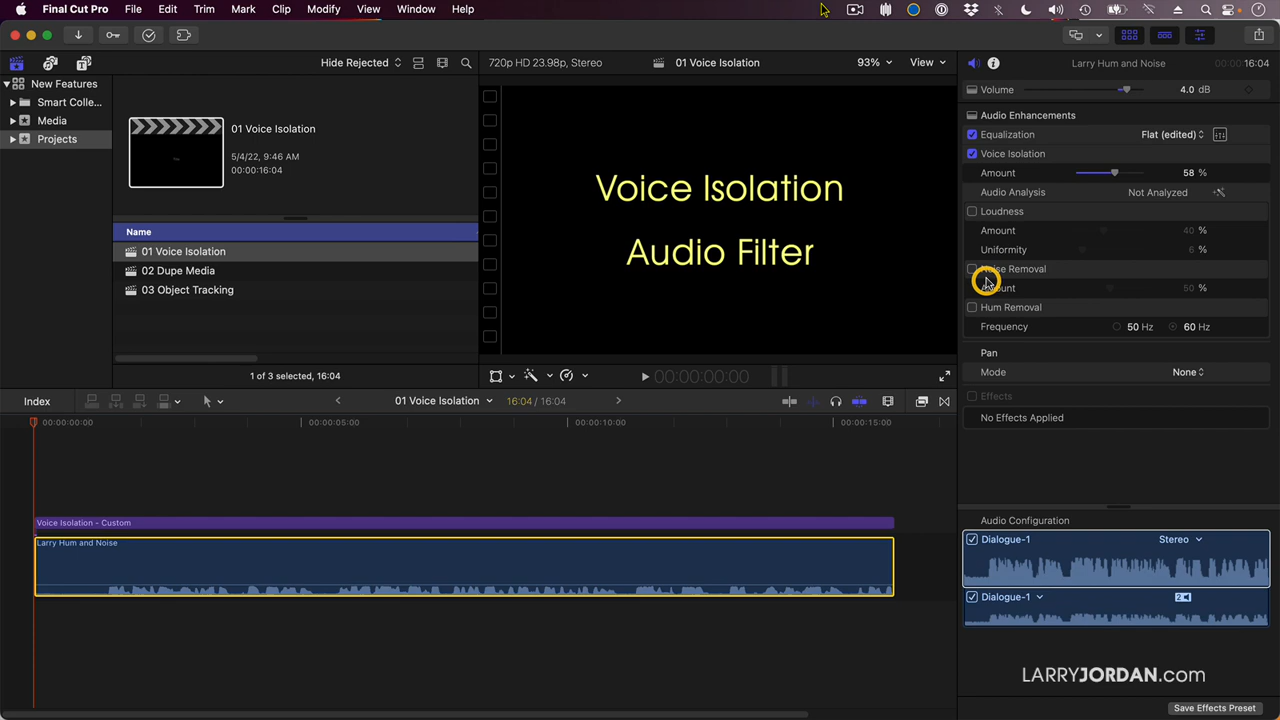 Final Cut Pro File Edit Trim Mark Clip Modify View Window Help
Hide Rejected
720p HD 23.98p, Stereo
01 Voice Isolation
93%
View
Larry Hum and Noise
00:00:16:04
New Features
Smart Colle...
Media
Projects
01 Voice Isolation
5/4/22, 9:46 AM
00:00:16:04
Name
01 Voice Isolation
02 Dupe Media
03 Object Tracking
1 of 3 selected, 16:04
Voice Isolation
Audio Filter
00:00:00:00
Volume 4.0 dB
Audio Enhancements
Equalization Flat (edited)
Voice Isolation
Amount 58 %
Audio Analysis Not Analyzed
Loudness
Amount 40 %
Uniformity 6 %
Noise Removal
Amount 50 %
Hum Removal
Frequency 50 Hz 60 Hz
Pan
Mode None
Effects
No Effects Applied
Index
01 Voice Isolation
16:04 / 16:04
00:00:00:00
00:00:05:00
00:00:10:00
00:00:15:00
Voice Isolation - Custom
Larry Hum and Noise
Audio Configuration
Dialogue-1 Stereo
Dialogue-1 2
LARRYJORDAN.com
Save Effects Preset